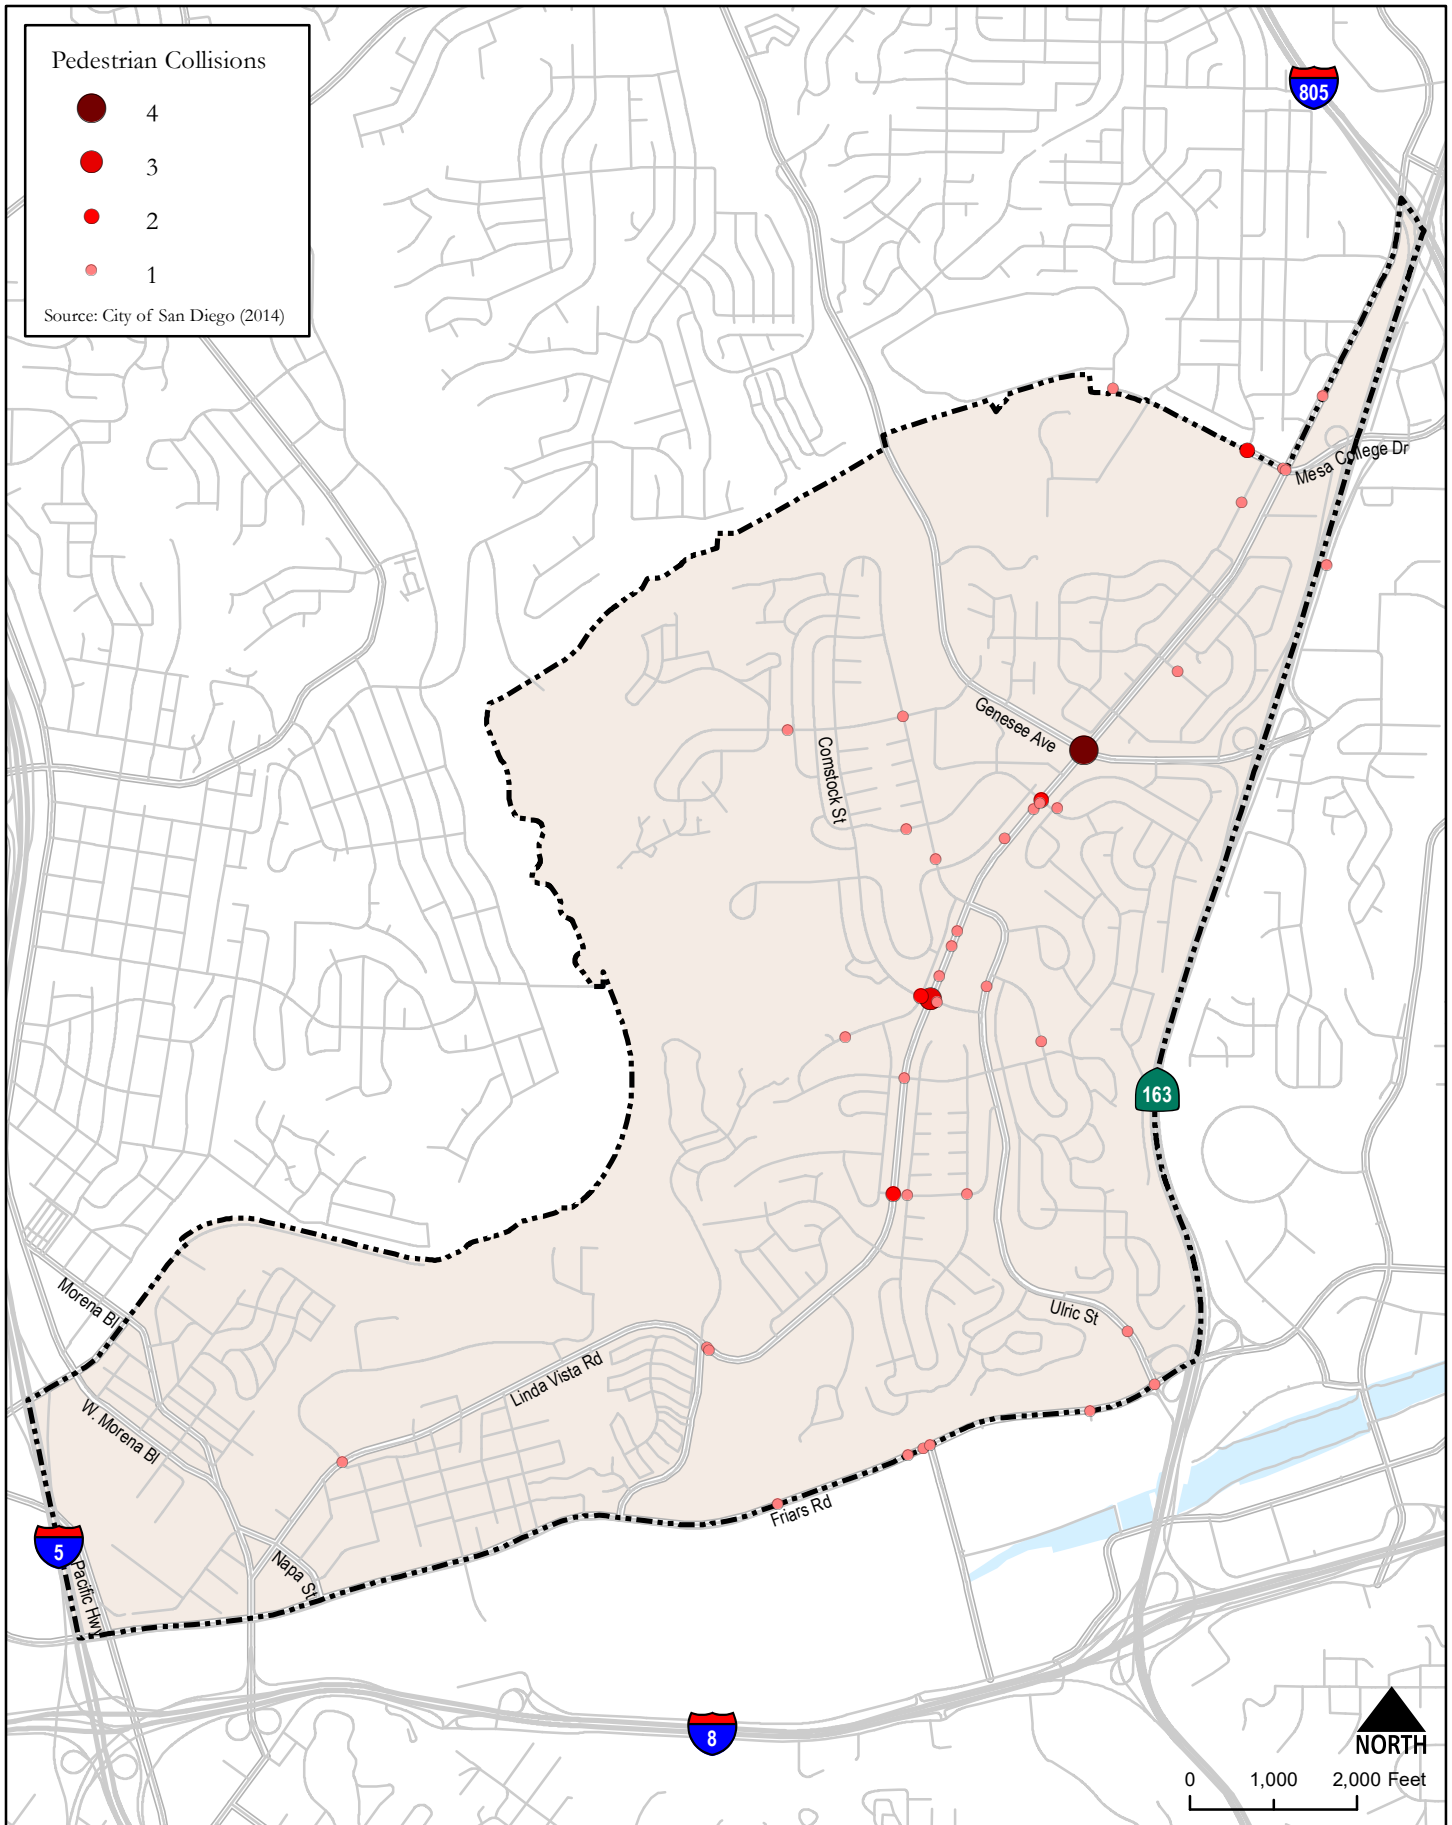 Pedestrian Collisions
4
3
2
1
Source: City of San Diego (2014)
805
Mesa College Dr
Genesee Ave
Comstock St
163
Ulric St
Morena Bl
Linda Vista Rd
W. Morena Bl
Friars Rd
Napa St
5
Pacific Hwy
8
NORTH
0 1,000 2,000 Feet